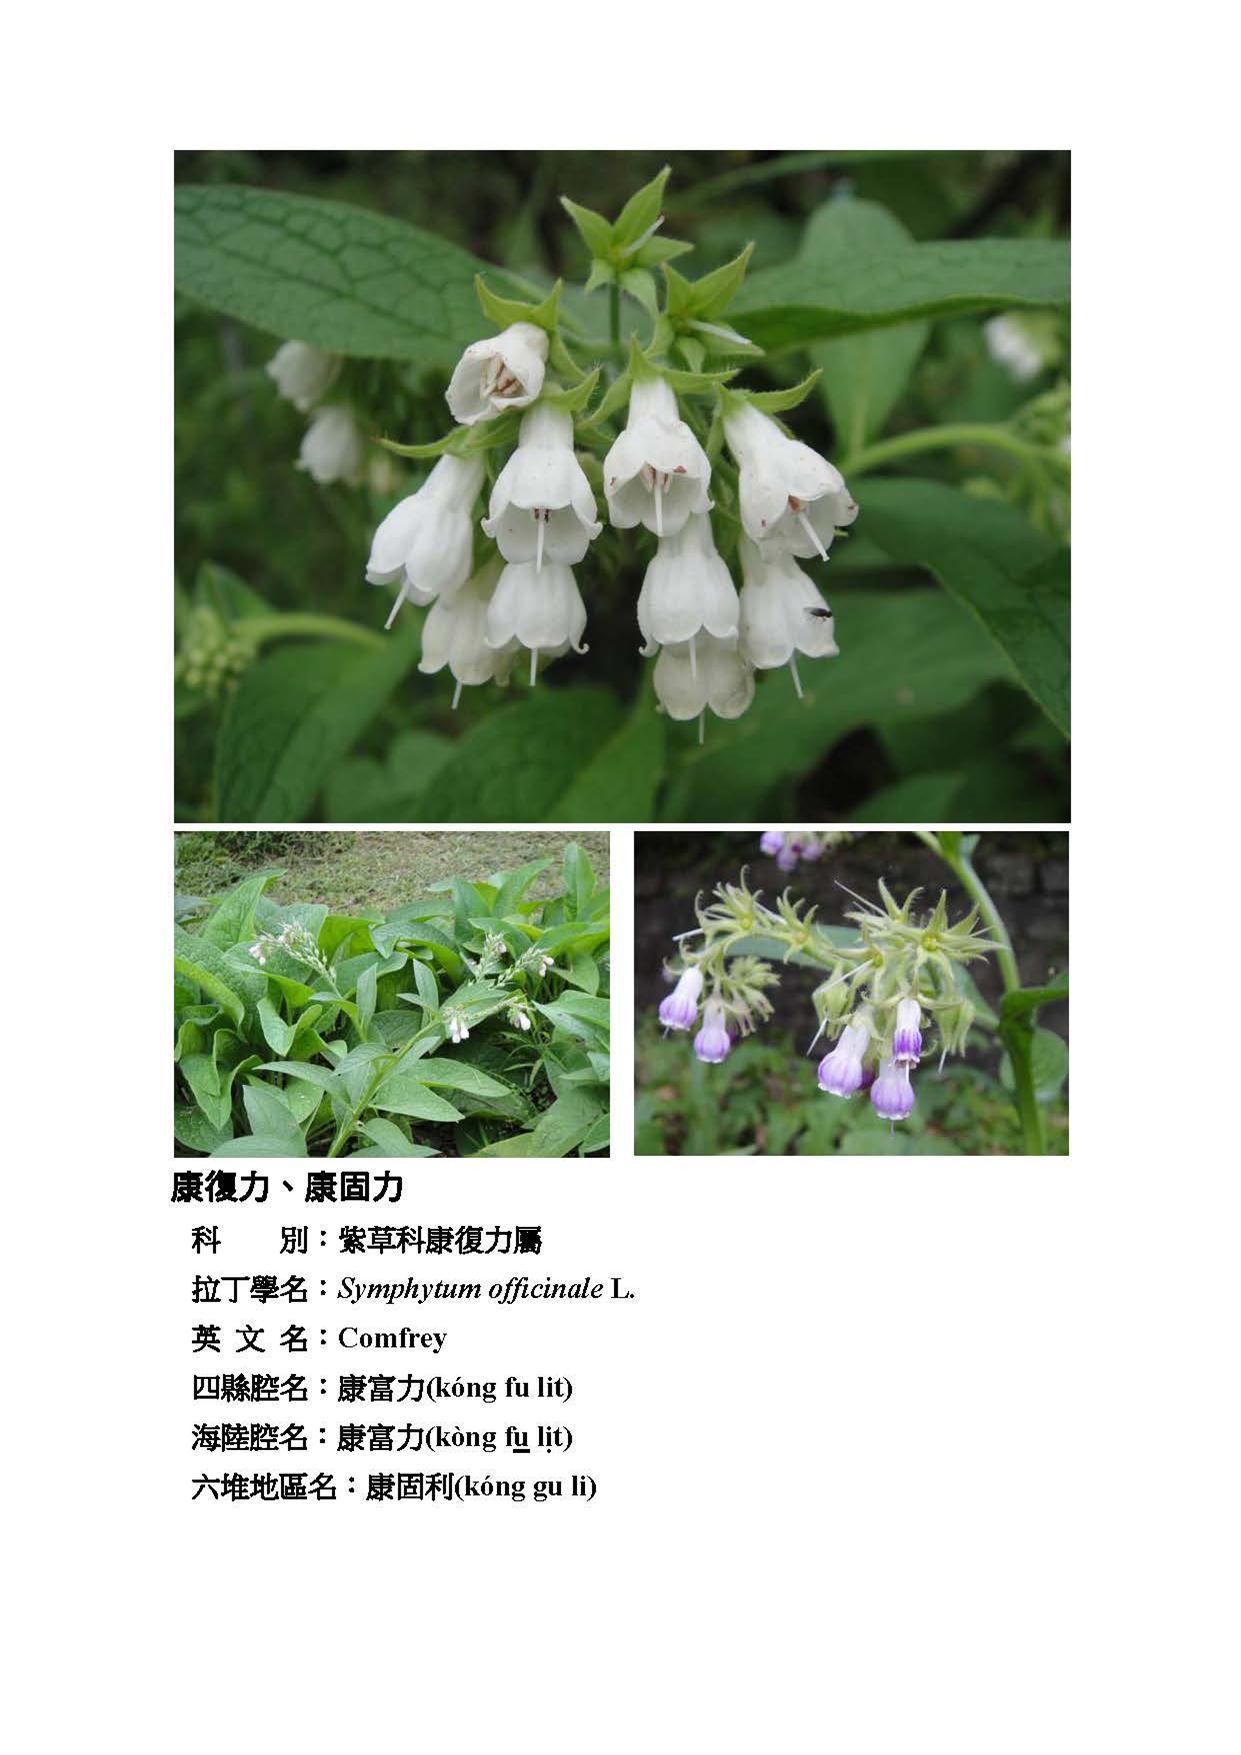 康復力、康固力
科　　別：紫草科康復力屬
拉丁學名：Symphytum officinale L.
英 文 名：Comfrey
四縣腔名：康富力(kóng fu lit)
海陸腔名：康富力(kòng fu̲ li̍t)
六堆地區名：康固利(kóng gu li)